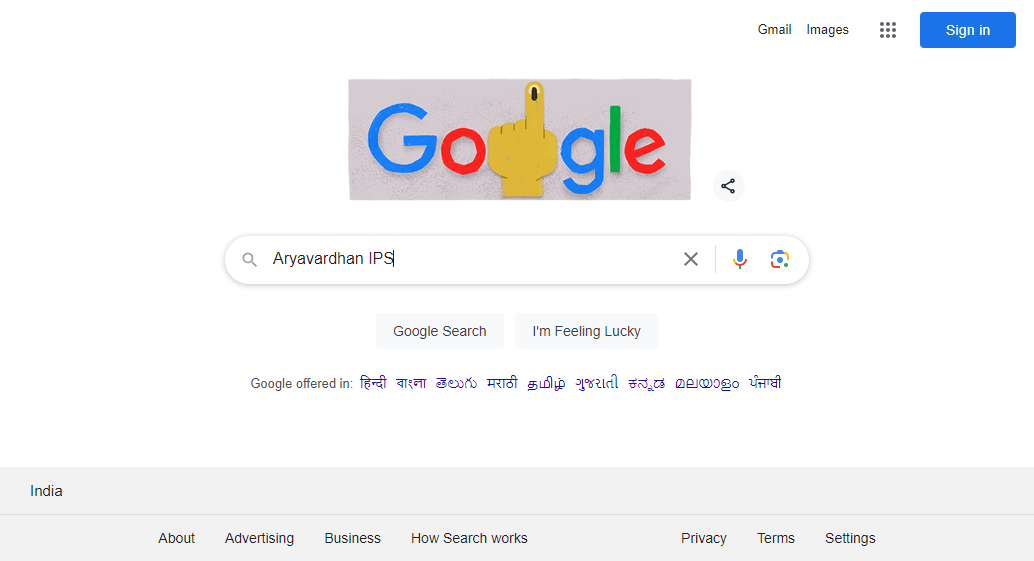 Gmail Images Sign in
Google
Aryavardhan IPS
Google Search I'm Feeling Lucky
Google offered in: हिन्दी বাংলা తెలుగు मराठी தமிழ் ગુજરાતી ಕನ್ನಡ മലയാളം ਪੰਜਾਬੀ
India
About Advertising Business How Search works Privacy Terms Settings